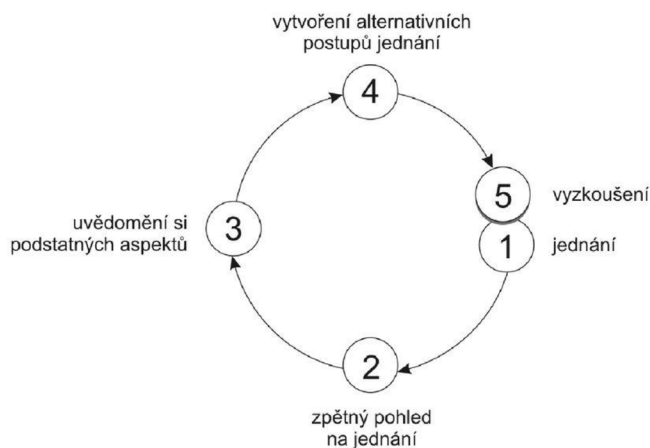 vytvoření alternativních
postupů jednání
4
5
vyzkoušení
uvědomění si
podstatných aspektů
3
1
jednání
2
zpětný pohled
na jednání